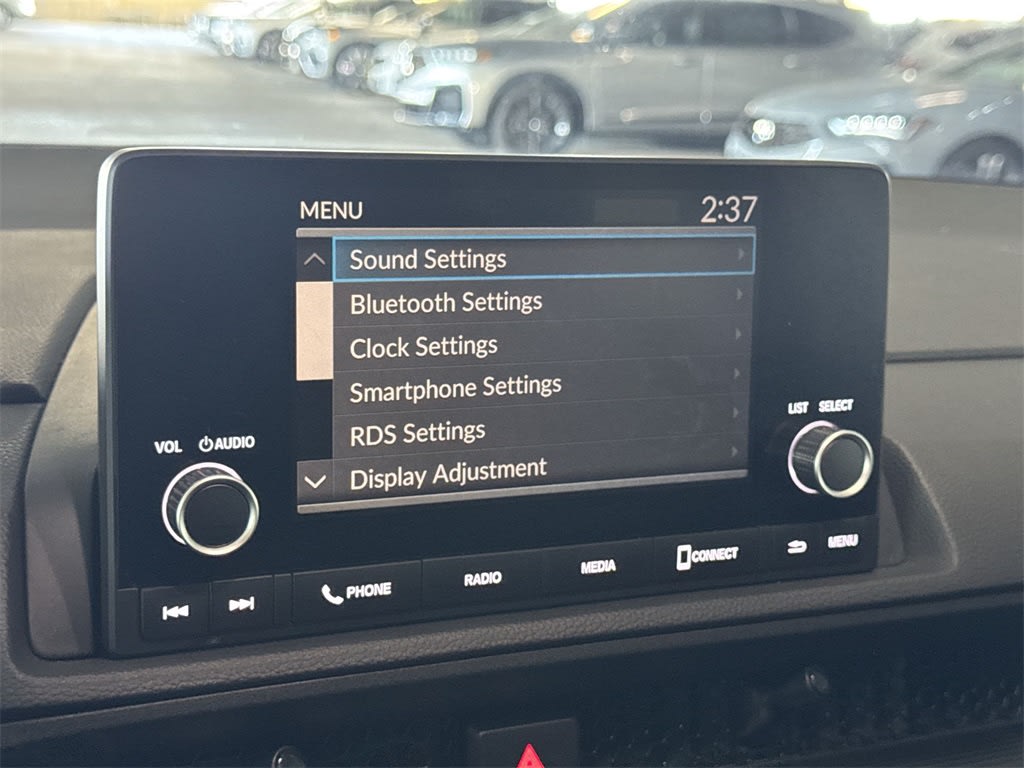 MENU 2:37
Sound Settings
Bluetooth Settings
Clock Settings
Smartphone Settings
RDS Settings
Display Adjustment
VOL AUDIO
LIST SELECT
PHONE RADIO MEDIA CONNECT MENU